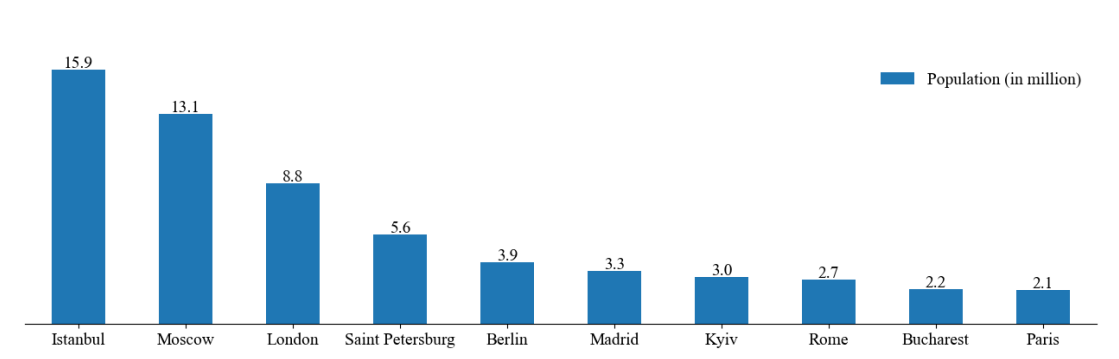 15.9
13.1
8.8
5.6
3.9
3.3
3.0
2.7
2.2
2.1
Population (in million)
Istanbul
Moscow
London
Saint Petersburg
Berlin
Madrid
Kyiv
Rome
Bucharest
Paris